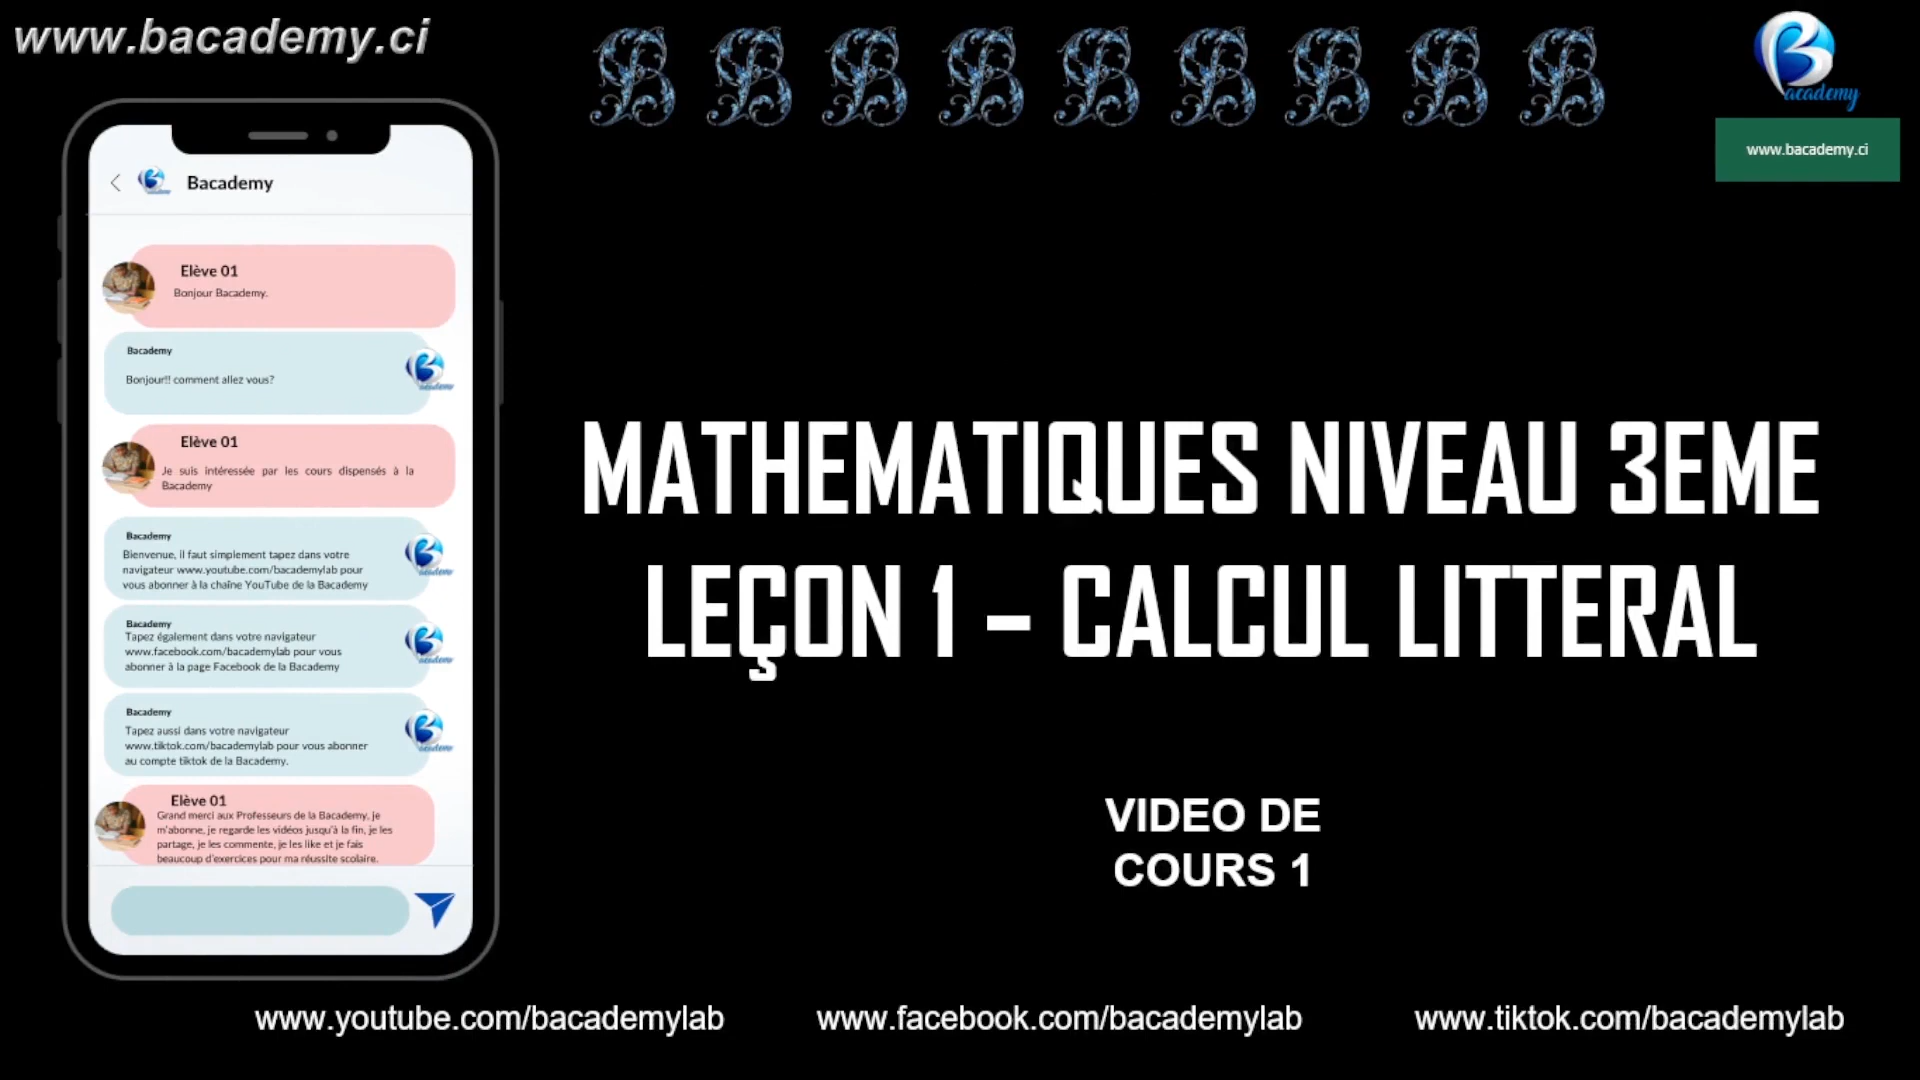 www.bacademy.ci
academy
www.bacademy.ci
Bacademy
Elève 01
Bonjour Bacademy.
Bacademy
Bonjour!! comment allez vous?
academy
Elève 01
Je suis intéressée par les cours dispensés à la
Bacademy
Bacademy
Bienvenue, il faut simplement tapez dans votre
navigateur www.youtube.com/bacademylab pour
vous abonner à la chaîne YouTube de la Bacademy
academy
Bacademy
Tapez également dans votre navigateur
www.facebook.com/bacademylab pour vous
abonner à la page Facebook de la Bacademy
academy
Bacademy
Tapez aussi dans votre navigateur
www.tiktok.com/bacademylab pour vous abonner
au compte tiktok de la Bacademy.
academy
Elève 01
Grand merci aux Professeurs de la Bacademy, je
m'abonne, je regarde les vidéos jusqu'à la fin, je les
partage, je les commente, je les like et je fais
beaucoup d'exercices pour ma réussite scolaire.
MATHEMATIQUES NIVEAU 3EME
LEÇON 1 – CALCUL LITTERAL
VIDEO DE
COURS 1
www.youtube.com/bacademylab
www.facebook.com/bacademylab
www.tiktok.com/bacademylab